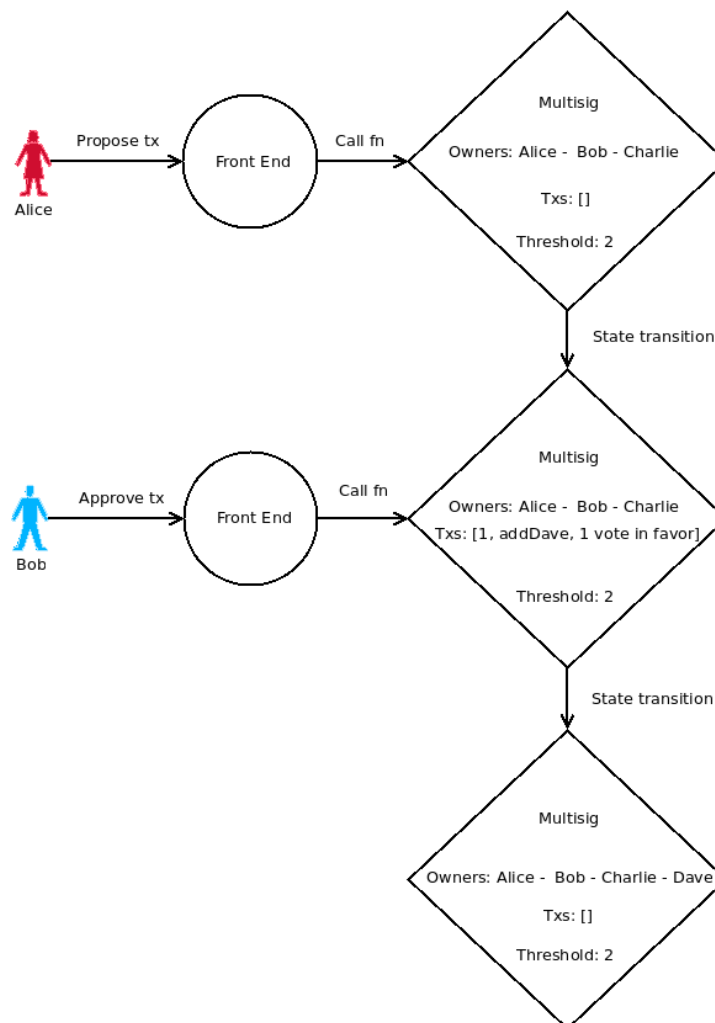 Multisig
Propose tx
Call fn
Owners: Alice -  Bob - Charlie
Front End
Alice
Txs: []
Threshold: 2
State transition
Multisig
Approve tx
Call fn
Owners: Alice -  Bob - Charlie
Front End
Txs: [1, addDave, 1 vote in favor]
Bob
Threshold: 2
State transition
Multisig
Owners: Alice -  Bob - Charlie - Dave
Txs: []
Threshold: 2